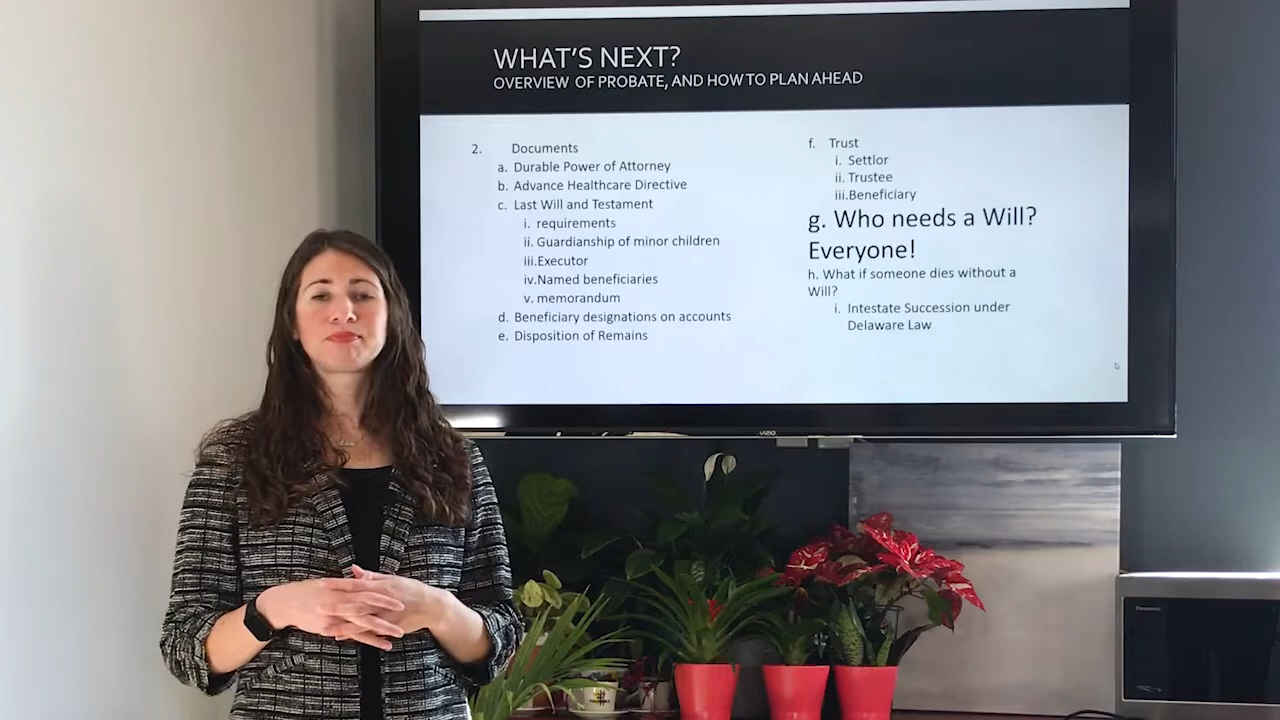 WHAT'S NEXT?
OVERVIEW OF PROBATE, AND HOW TO PLAN AHEAD
2. Documents
a. Durable Power of Attorney
b. Advance Healthcare Directive
c. Last Will and Testament
i. requirements
ii. Guardianship of minor children
iii.Executor
iv.Named beneficiaries
v. memorandum
d. Beneficiary designations on accounts
e. Disposition of Remains
f. Trust
i. Settlor
ii. Trustee
iii.Beneficiary
g. Who needs a Will?
Everyone!
h. What if someone dies without a
Will?
i. Intestate Succession under
Delaware Law
VIZIO
Panasonic